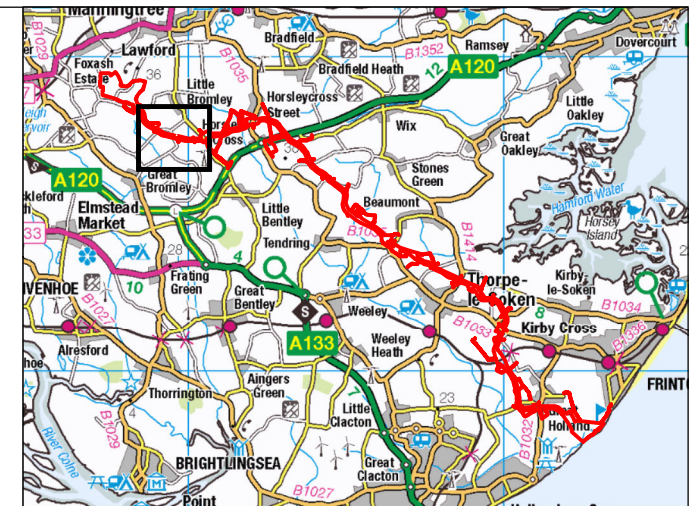 Manningtree
B1029
Lawford
Foxash
Estate
36
Little
Bromley
B1035
Bradfield
Bradfield Heath
B1352
12
Ramsey
A120
Dovercourt
Horsleycross
Street
Wix
Little
Oakley
Great
Oakley
Stones
Green
Hamford Water
Horsey
Island
A120
Great
Bromley
Elmstead
Market
28
Little
Bentley
Tendring
Beaumont
B1414
Frating
Green
10
4
Great
Bentley
B1027
Thorpe-
le-Soken
Kirby-
le-Soken
B1034
8
B1033
Kirby Cross
B1336
S
Weeley
A133
Weeley
Heath
Alresford
Thorrington
B1029
4
Aingers
Green
7
Little
Clacton
23
B1032
Holland
River Colne
BRIGHTLINGSEA
Great
Clacton
B1027
Point